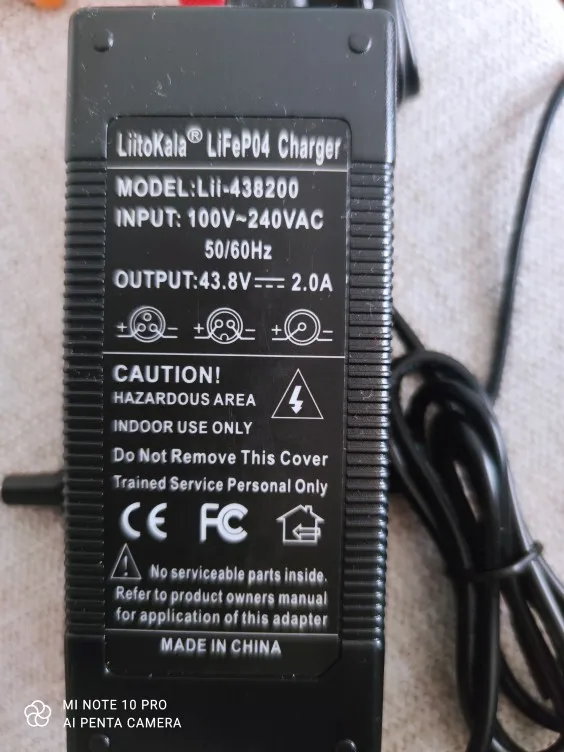 LiitoKala® LiFePO4 Charger
MODEL:Lii-438200
INPUT: 100V~240VAC
50/60Hz
OUTPUT:43.8V⎓2.0A
+ - + - + -
CAUTION!
HAZARDOUS AREA
INDOOR USE ONLY
Do Not Remove This Cover
Trained Service Personal Only
CE FC
! No serviceable parts inside.
Refer to product owners manual
for application of this adapter
MADE IN CHINA
MI NOTE 10 PRO
AI PENTA CAMERA